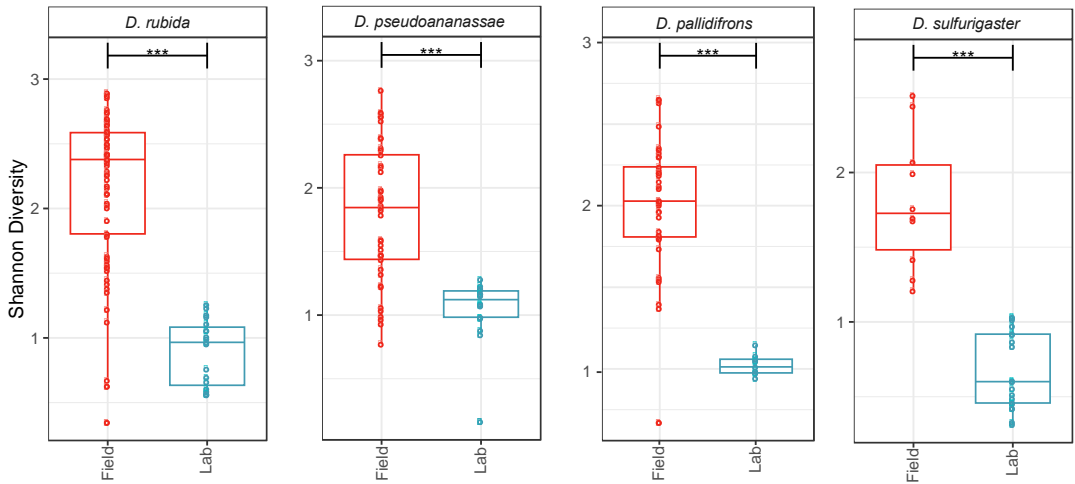 D. rubida
D. pseudoananassae
D. pallidifrons
D. sulfurigaster
***
***
***
***
Shannon Diversity
3
2
1
3
2
1
3
2
1
2
1
Field
Lab
Field
Lab
Field
Lab
Field
Lab